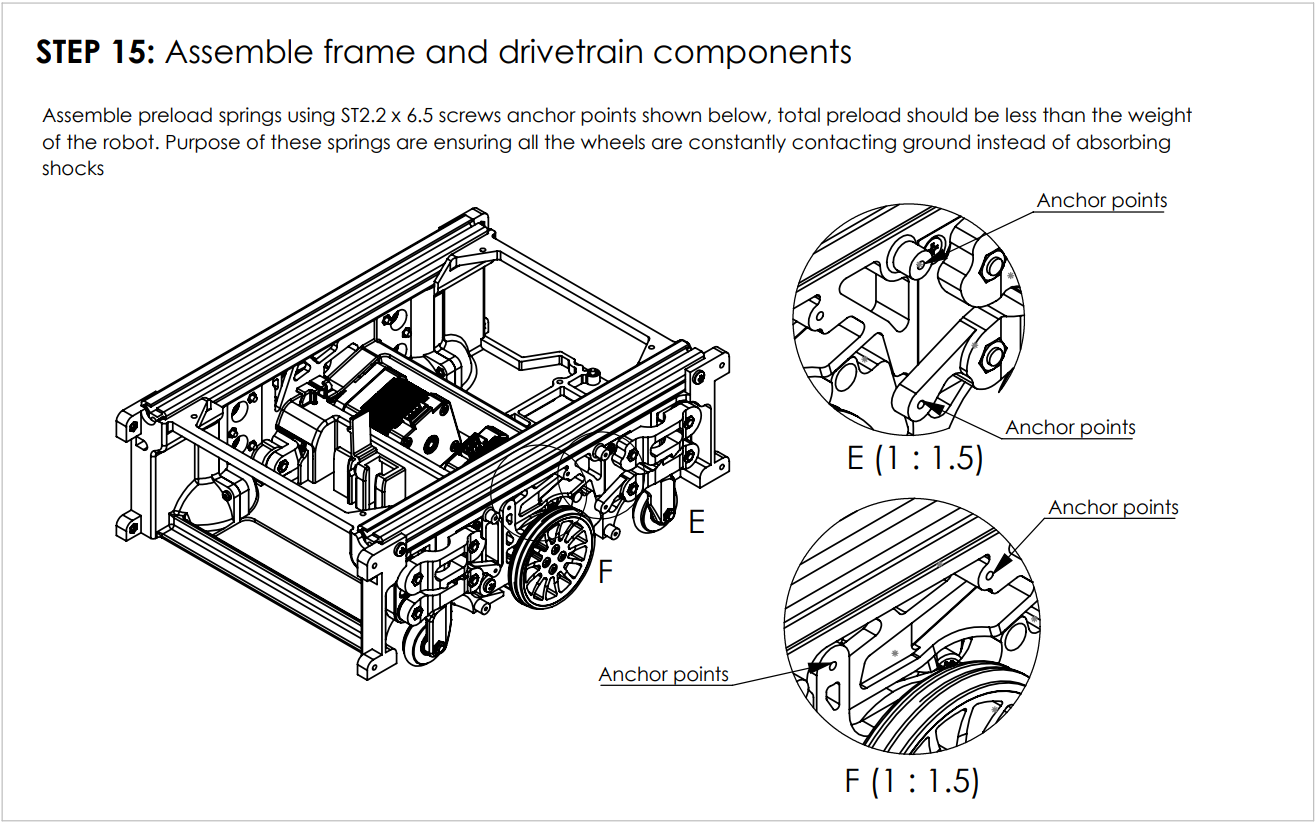 STEP 15: Assemble frame and drivetrain components
Assemble preload springs using ST2.2 x 6.5 screws anchor points shown below, total preload should be less than the weight
of the robot. Purpose of these springs are ensuring all the wheels are constantly contacting ground instead of absorbing
shocks
Anchor points
Anchor points
E (1 : 1.5)
Anchor points
E
F
Anchor points
F (1 : 1.5)